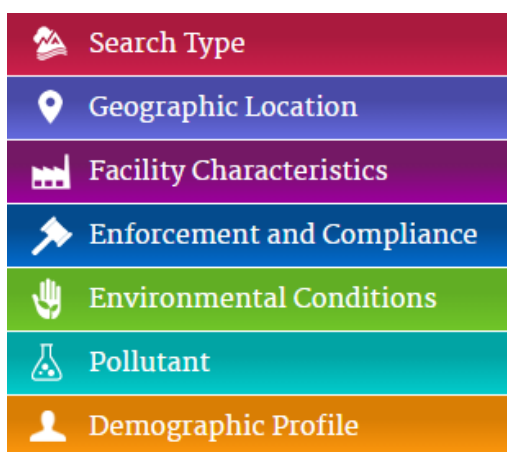 Search Type
Geographic Location
Facility Characteristics
Enforcement and Compliance
Environmental Conditions
Pollutant
Demographic Profile